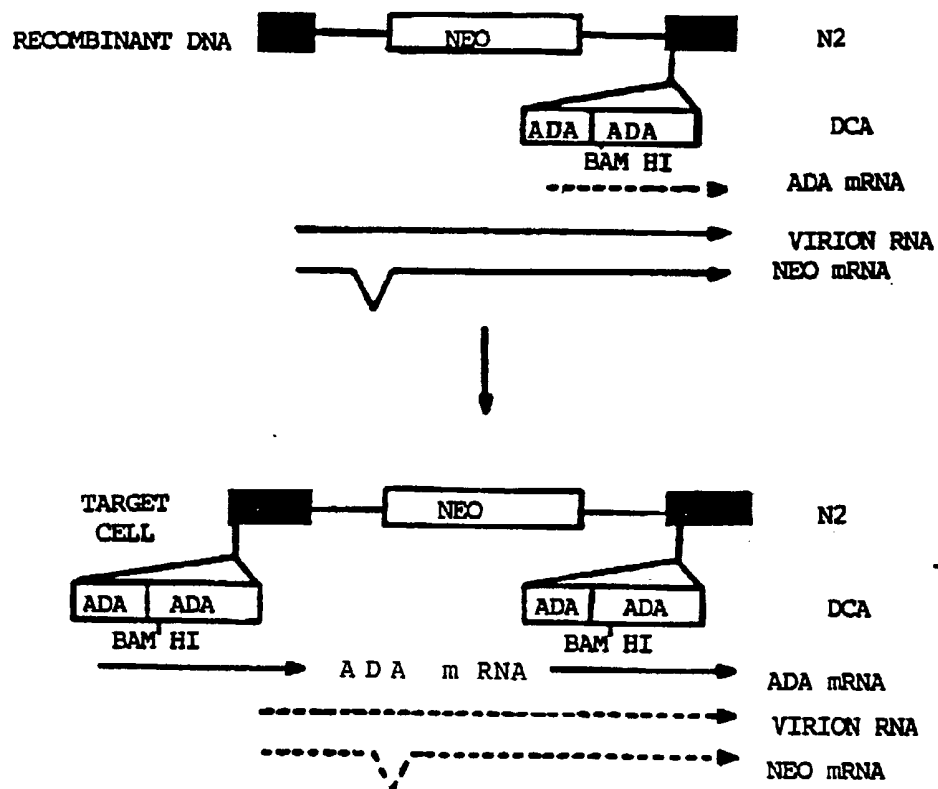 RECOMBINANT DNA NEO N2
ADA ADA DCA
BAM HI
ADA mRNA
VIRION RNA
NEO mRNA
TARGET CELL NEO N2
ADA ADA ADA ADA DCA
BAM HI BAM HI
ADA mRNA ADA mRNA
VIRION RNA
NEO mRNA